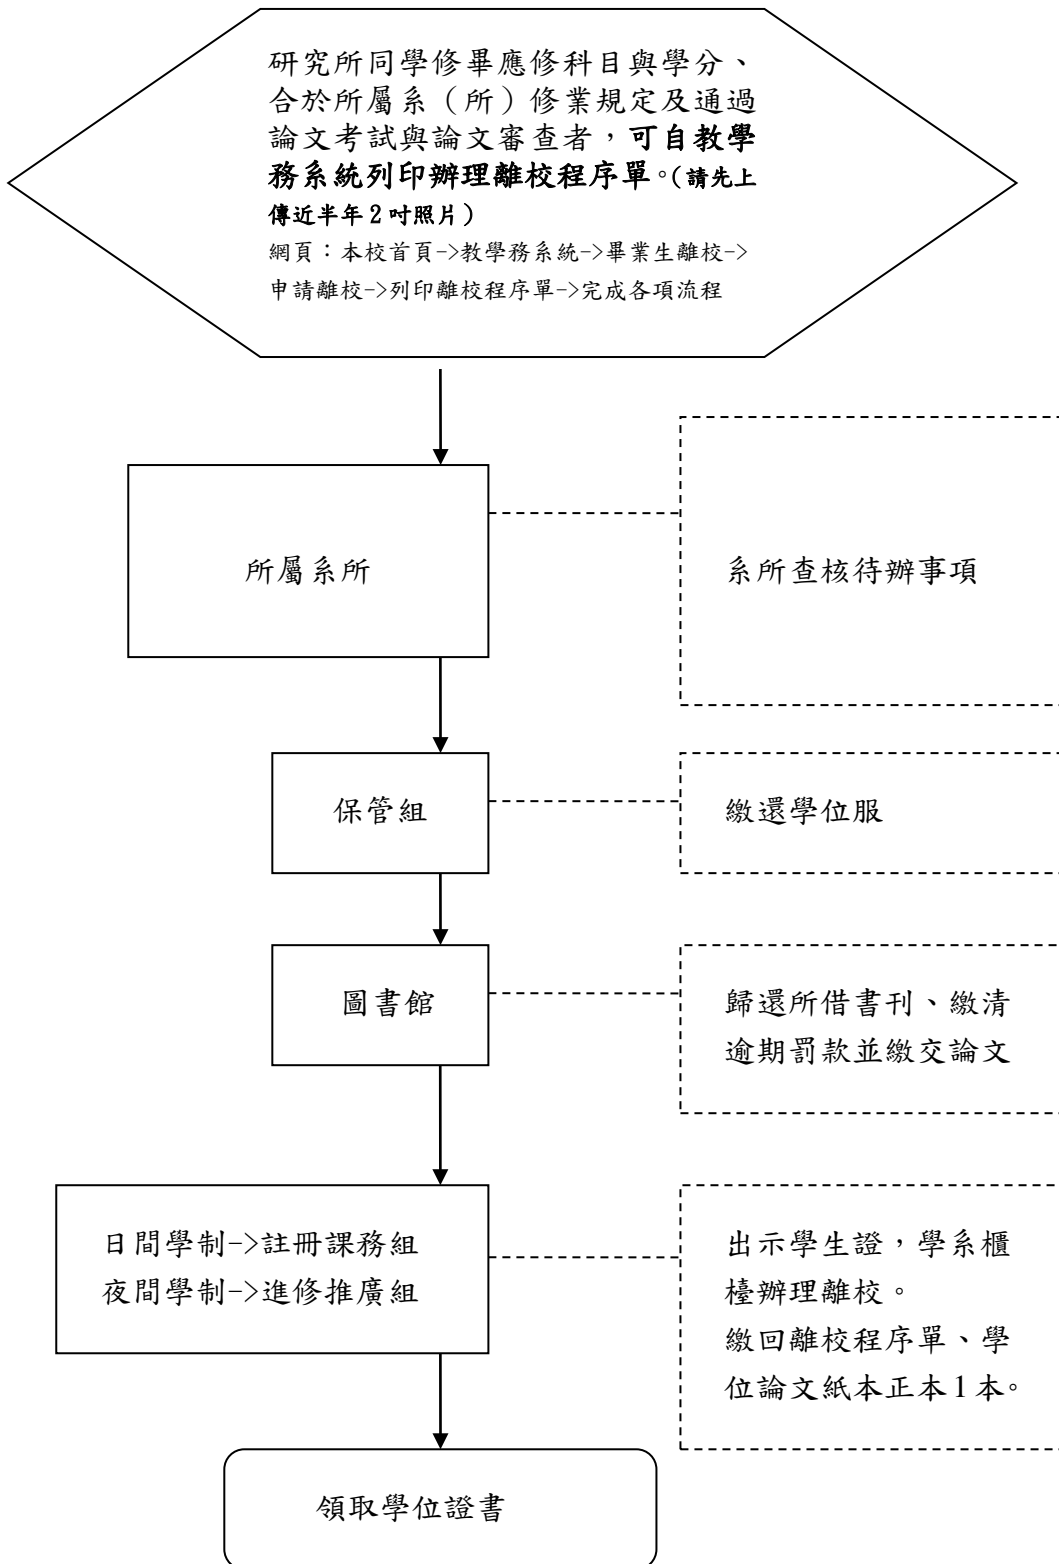 研究所同學修畢應修科目與學分、
合於所屬系（所）修業規定及通過
論文考試與論文審查者，可自教學
務系統列印辦理離校程序單。(請先上
傳近半年2吋照片)
網頁：本校首頁->教學務系統->畢業生離校->
申請離校->列印離校程序單->完成各項流程
所屬系所
系所查核待辦事項
保管組
繳還學位服
圖書館
歸還所借書刊、繳清
逾期罰款並繳交論文
日間學制->註冊課務組
夜間學制->進修推廣組
出示學生證，學系櫃
檯辦理離校。
繳回離校程序單、學
位論文紙本正本1本。
領取學位證書